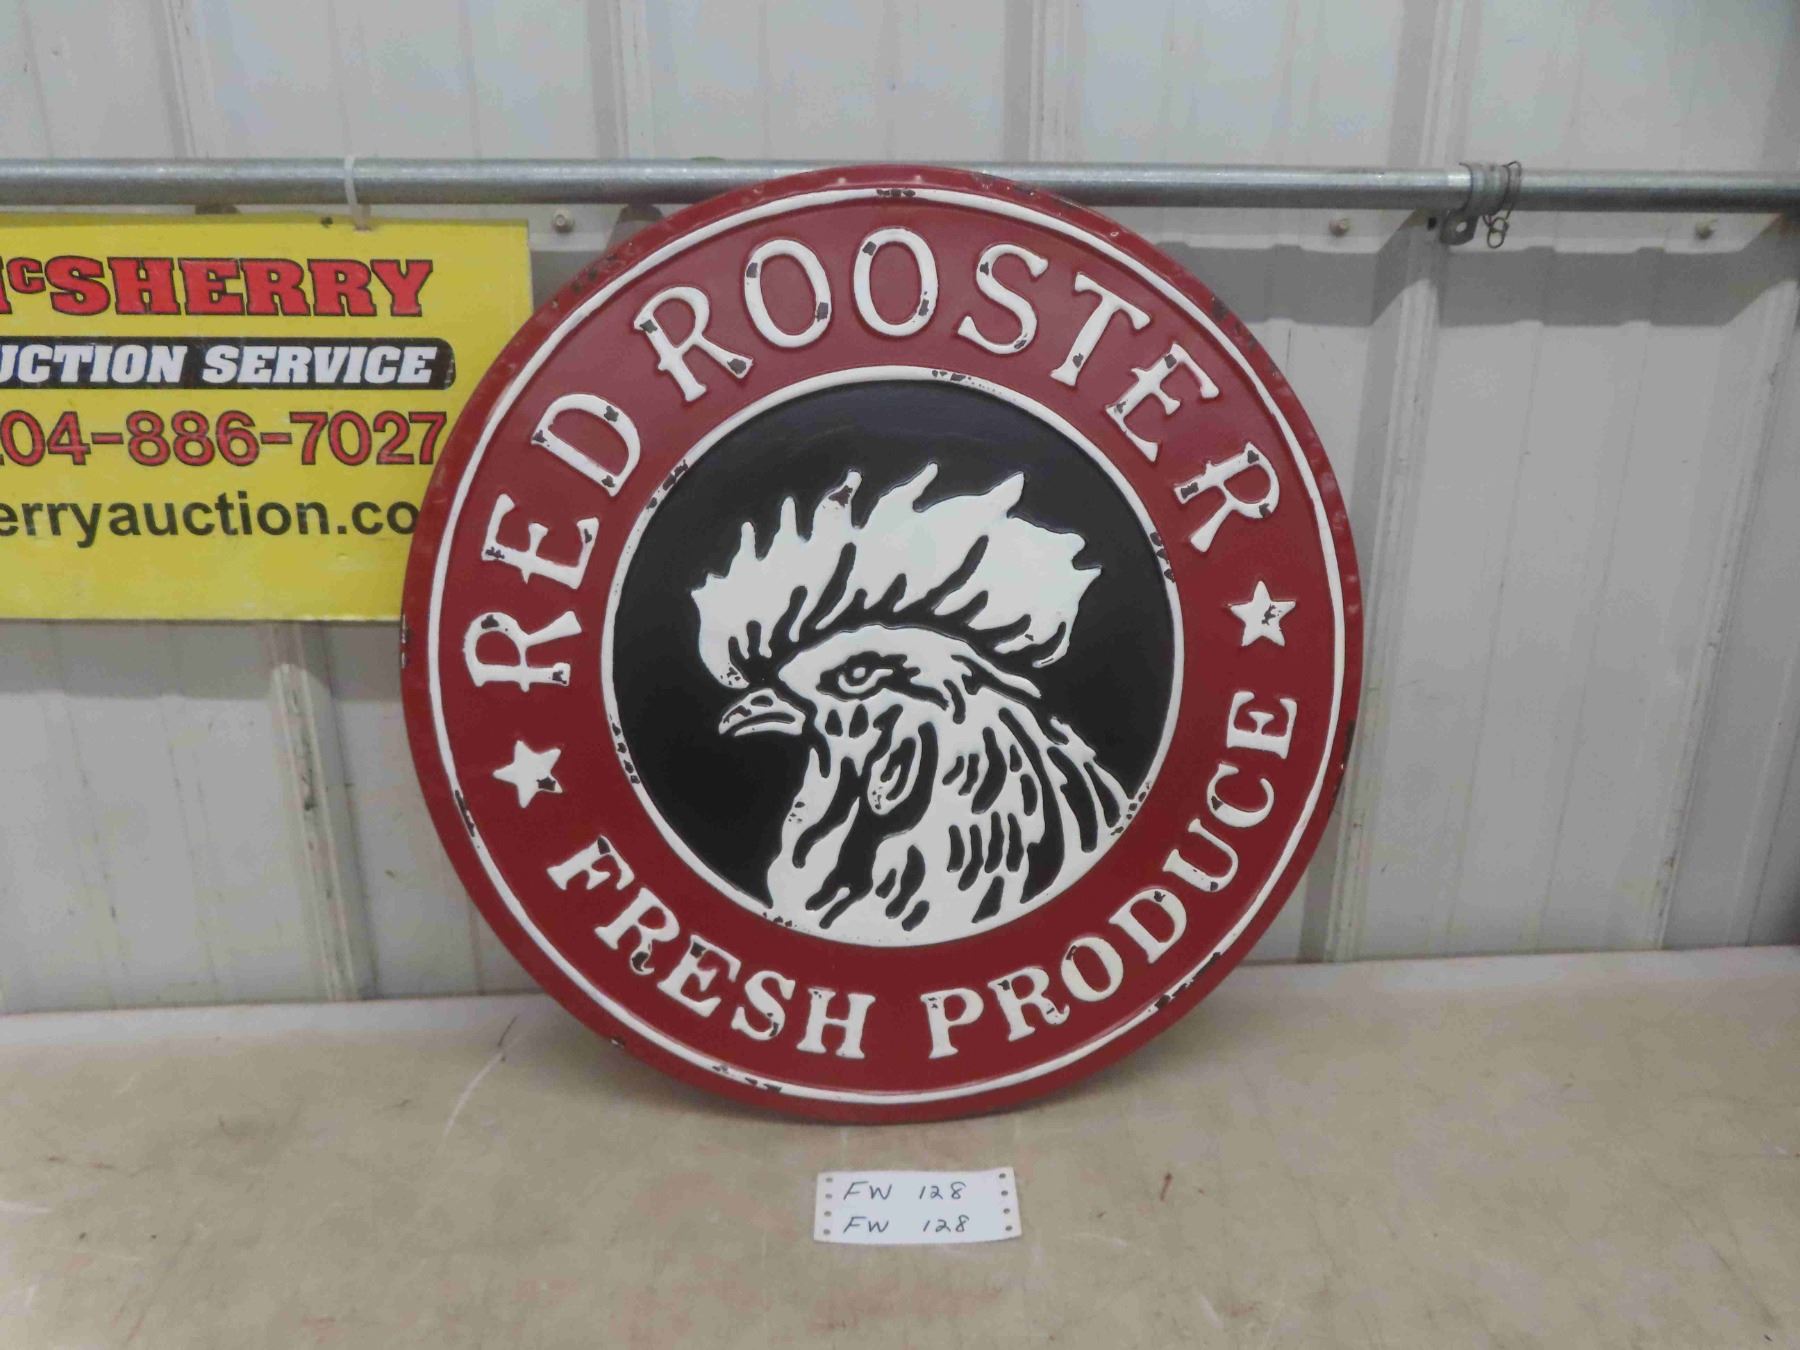 McSHERRY
UCTION SERVICE
204-886-7027
erryauction.co
RED ROOSTER
FRESH PRODUCE
FW 128
FW 128